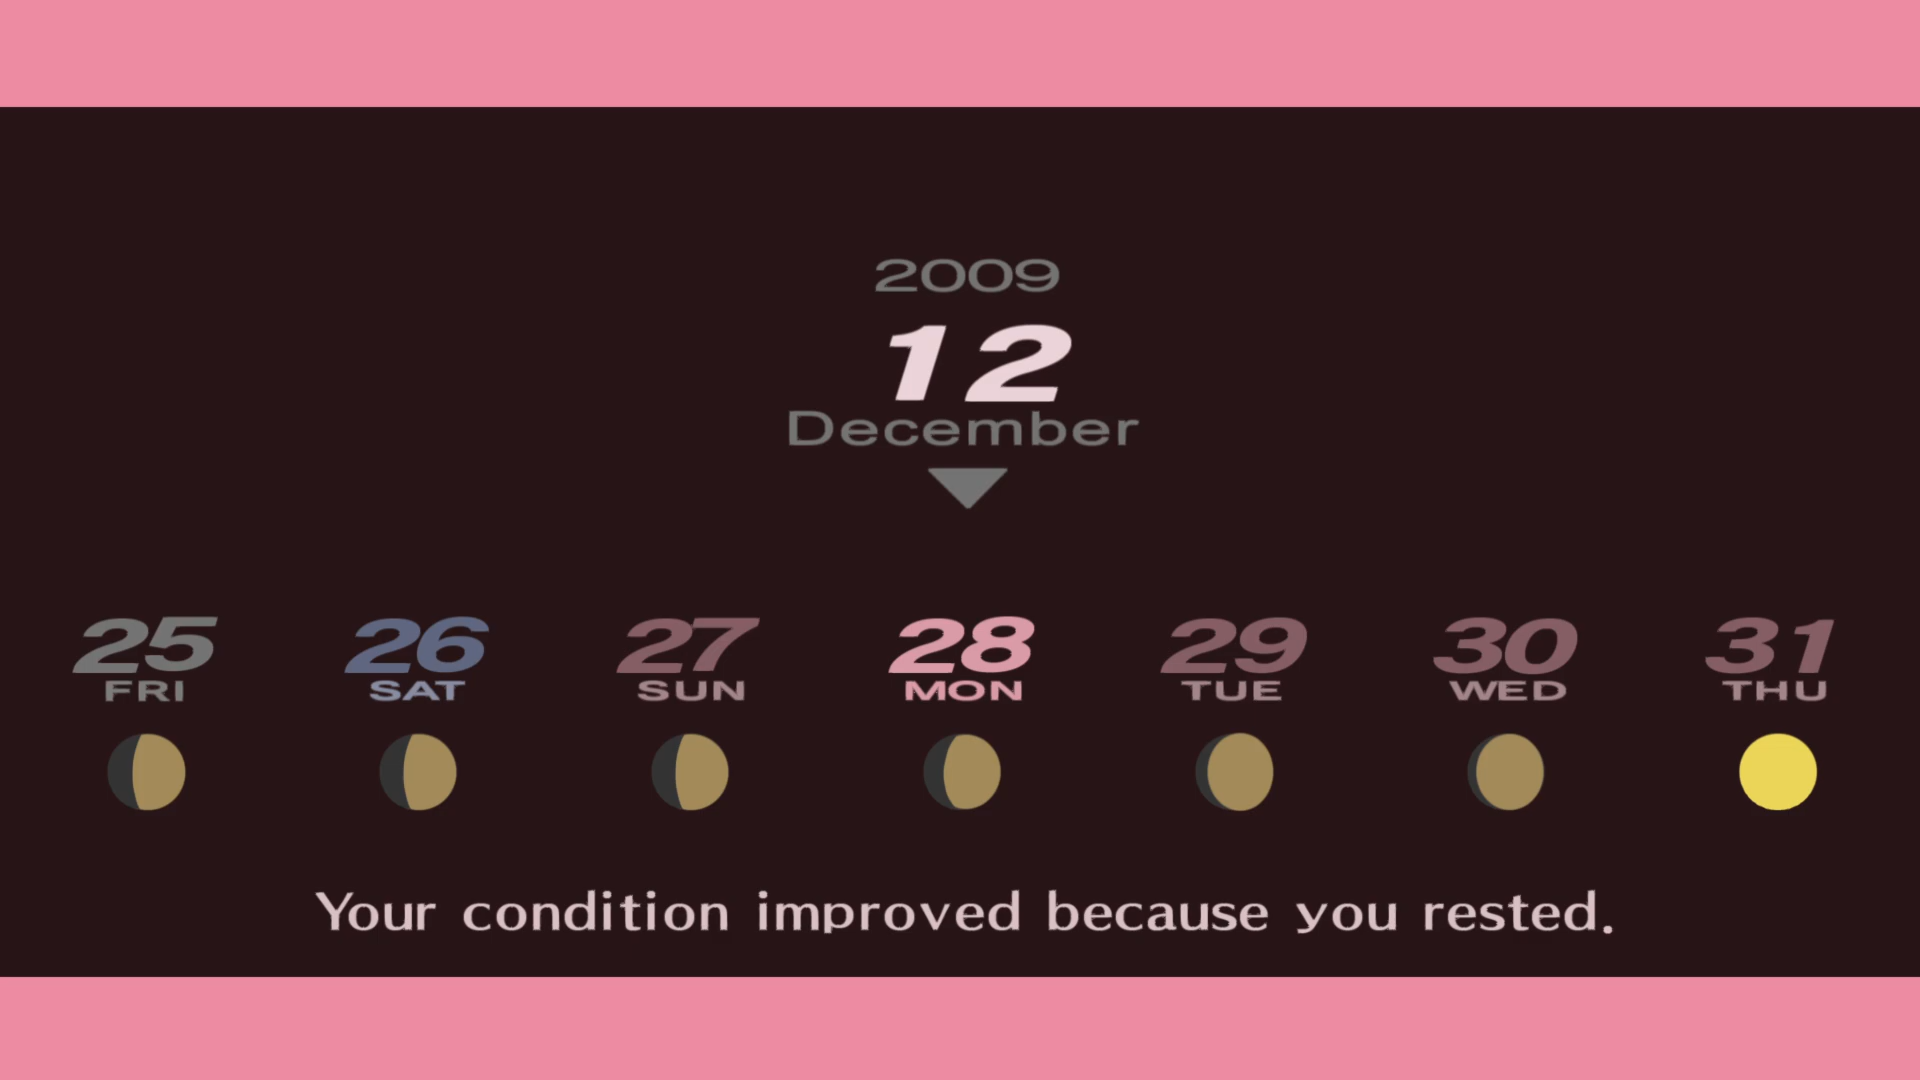 2009
12
December
25 26 27 28 29 30 31
FRI SAT SUN MON TUE WED THU
Your condition improved because you rested.